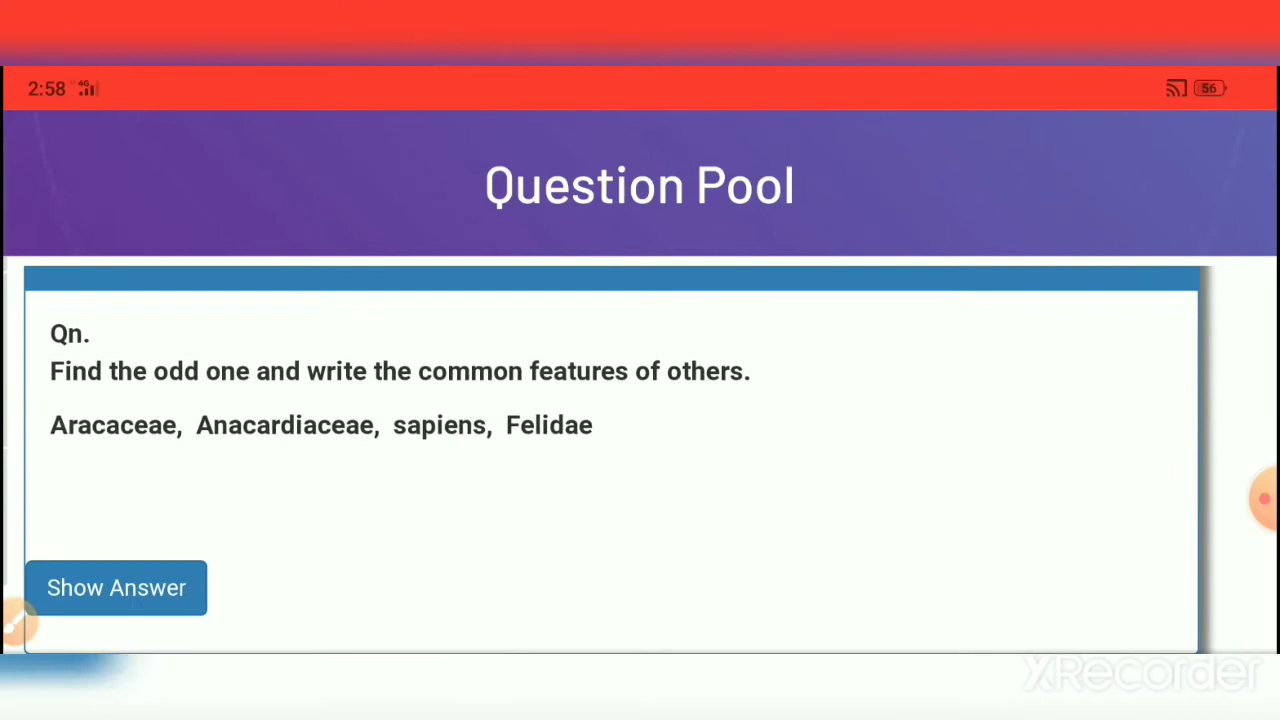 2:58 4G 56
Question Pool
Qn.
Find the odd one and write the common features of others.
Aracaceae, Anacardiaceae, sapiens, Felidae
Show Answer
XRecorder